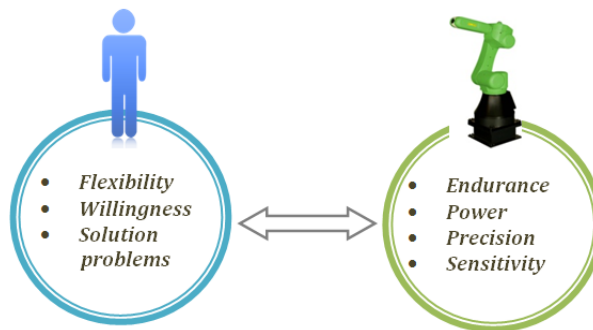 • Flexibility
• Willingness
• Solution
problems
• Endurance
• Power
• Precision
• Sensitivity